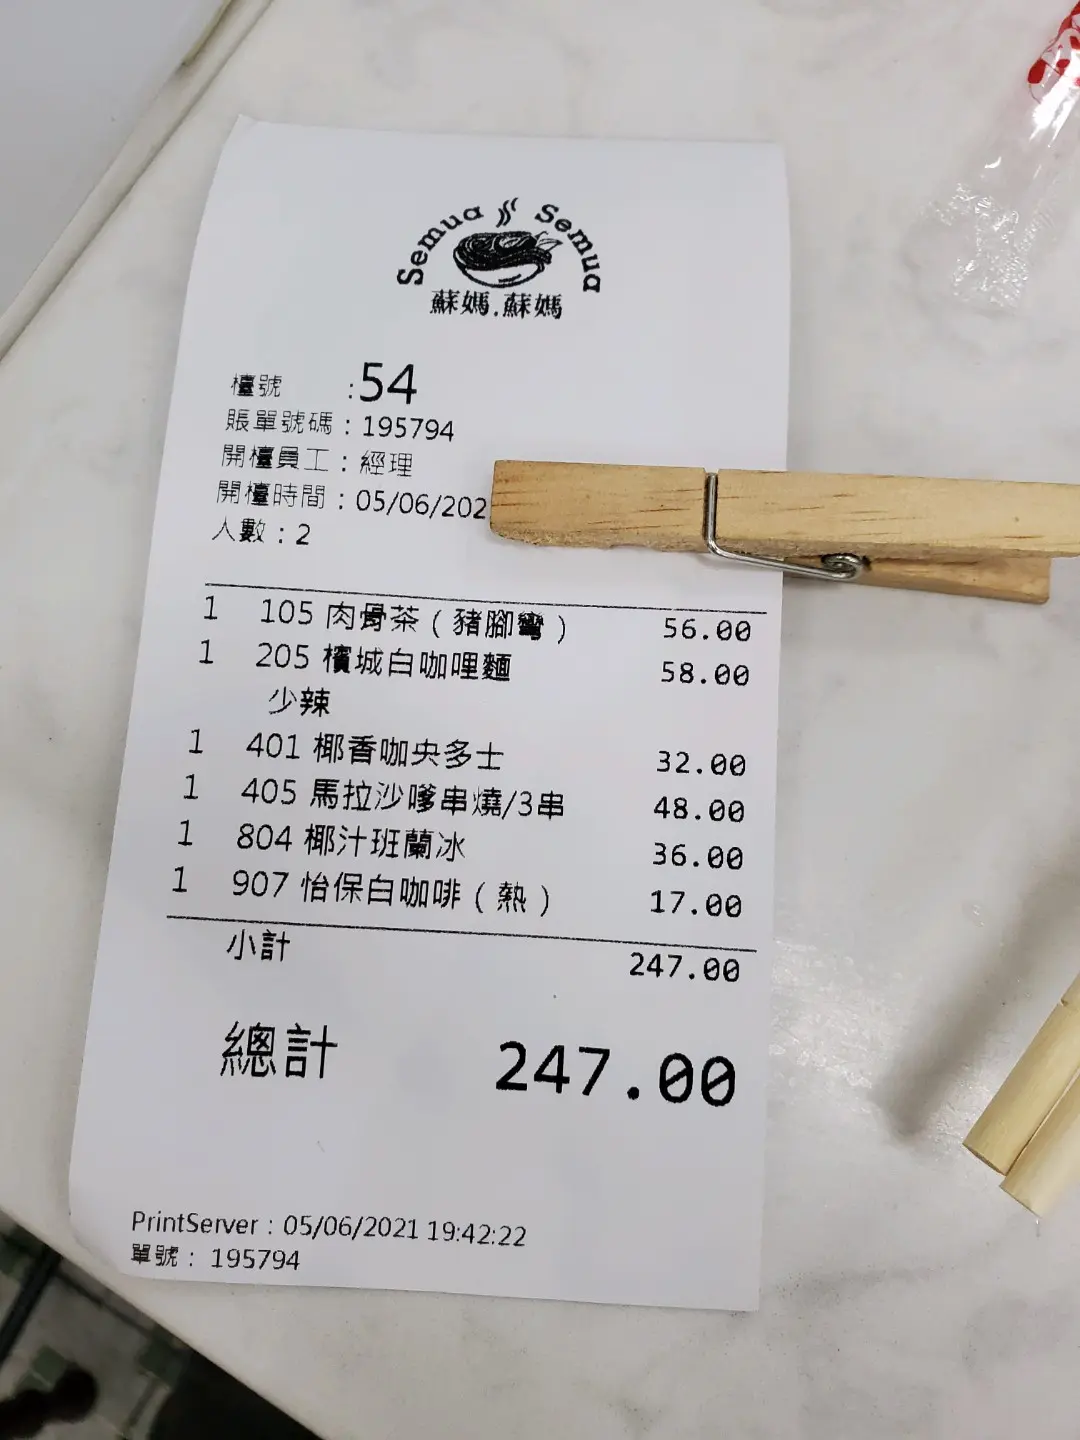 Semua Semua
蘇媽.蘇媽
檯號 :54
賬單號碼：195794
開檯員工：經理
開檯時間：05/06/202
人數：2
1 105 肉骨茶（豬腳彎） 56.00
1 205 檳城白咖哩麵 58.00
少辣
1 401 椰香咖央多士 32.00
1 405 馬拉沙嗲串燒/3串 48.00
1 804 椰汁班蘭冰 36.00
1 907 怡保白咖啡（熱） 17.00
小計 247.00
總計 247.00
PrintServer : 05/06/2021 19:42:22
單號： 195794